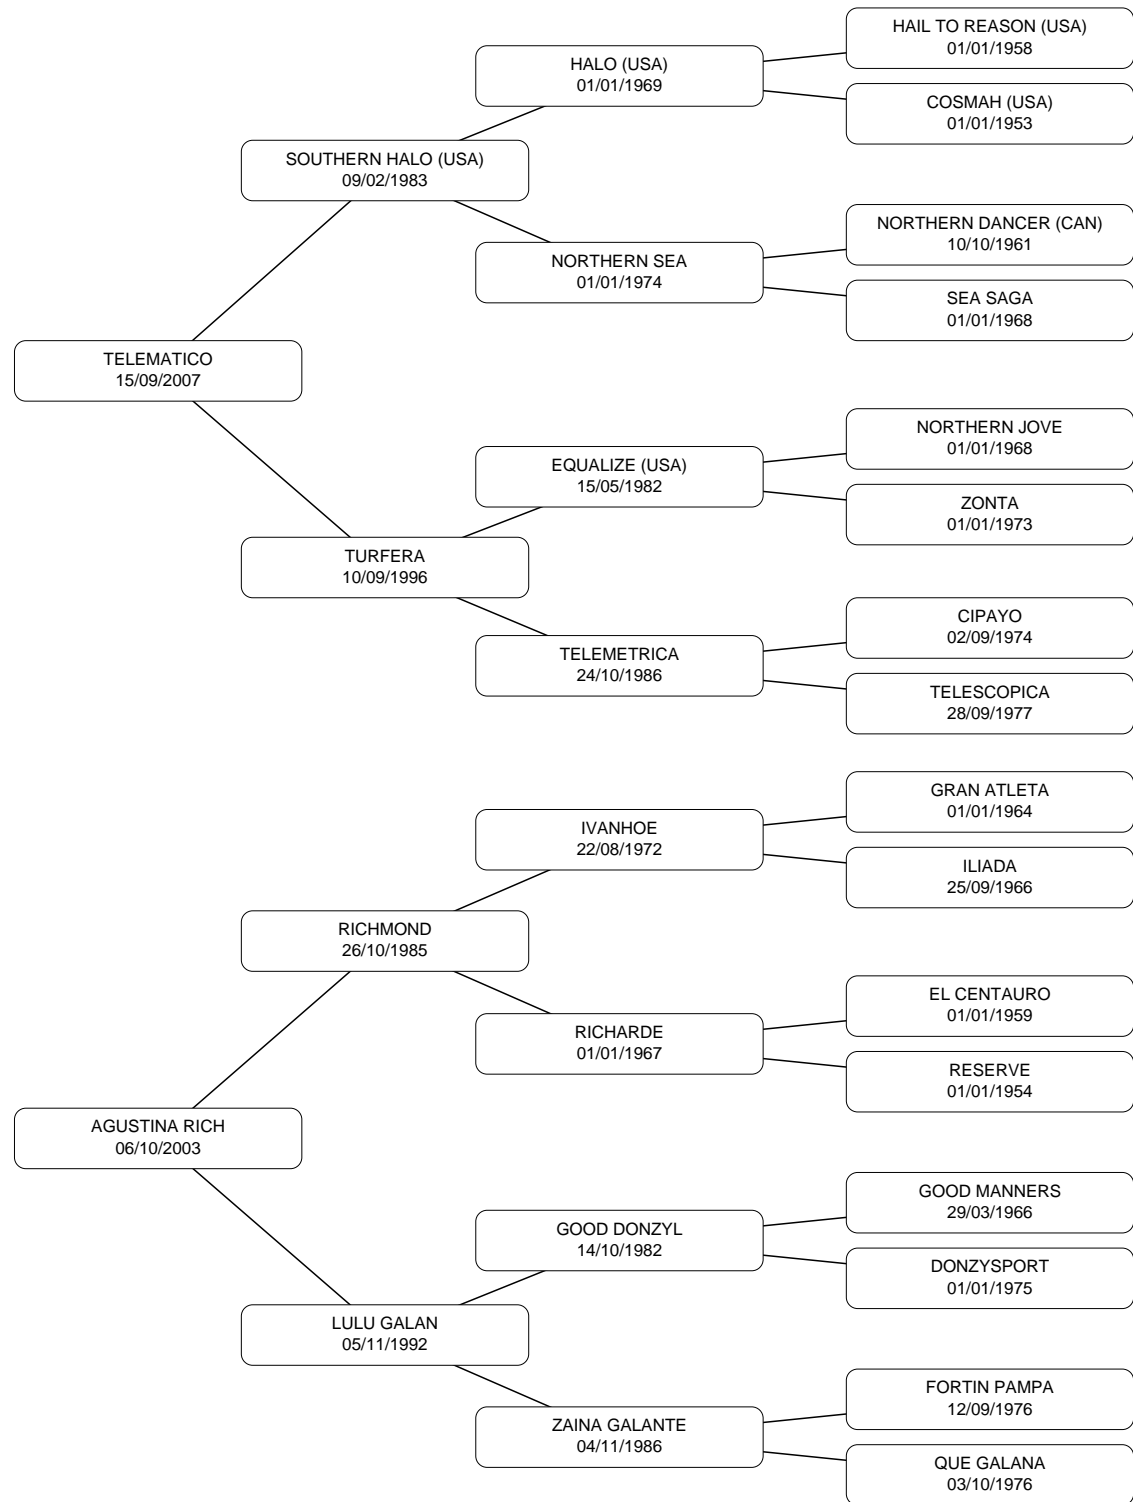 HAIL TO REASON (USA)
01/01/1958
HALO (USA)
01/01/1969
COSMAH (USA)
01/01/1953
SOUTHERN HALO (USA)
09/02/1983
NORTHERN DANCER (CAN)
10/10/1961
NORTHERN SEA
01/01/1974
SEA SAGA
01/01/1968
TELEMATICO
15/09/2007
NORTHERN JOVE
01/01/1968
EQUALIZE (USA)
15/05/1982
ZONTA
01/01/1973
TURFERA
10/09/1996
CIPAYO
02/09/1974
TELEMETRICA
24/10/1986
TELESCOPICA
28/09/1977
GRAN ATLETA
01/01/1964
IVANHOE
22/08/1972
ILIADA
25/09/1966
RICHMOND
26/10/1985
EL CENTAURO
01/01/1959
RICHARDE
01/01/1967
RESERVE
01/01/1954
AGUSTINA RICH
06/10/2003
GOOD MANNERS
29/03/1966
GOOD DONZYL
14/10/1982
DONZYSPORT
01/01/1975
LULU GALAN
05/11/1992
FORTIN PAMPA
12/09/1976
ZAINA GALANTE
04/11/1986
QUE GALANA
03/10/1976